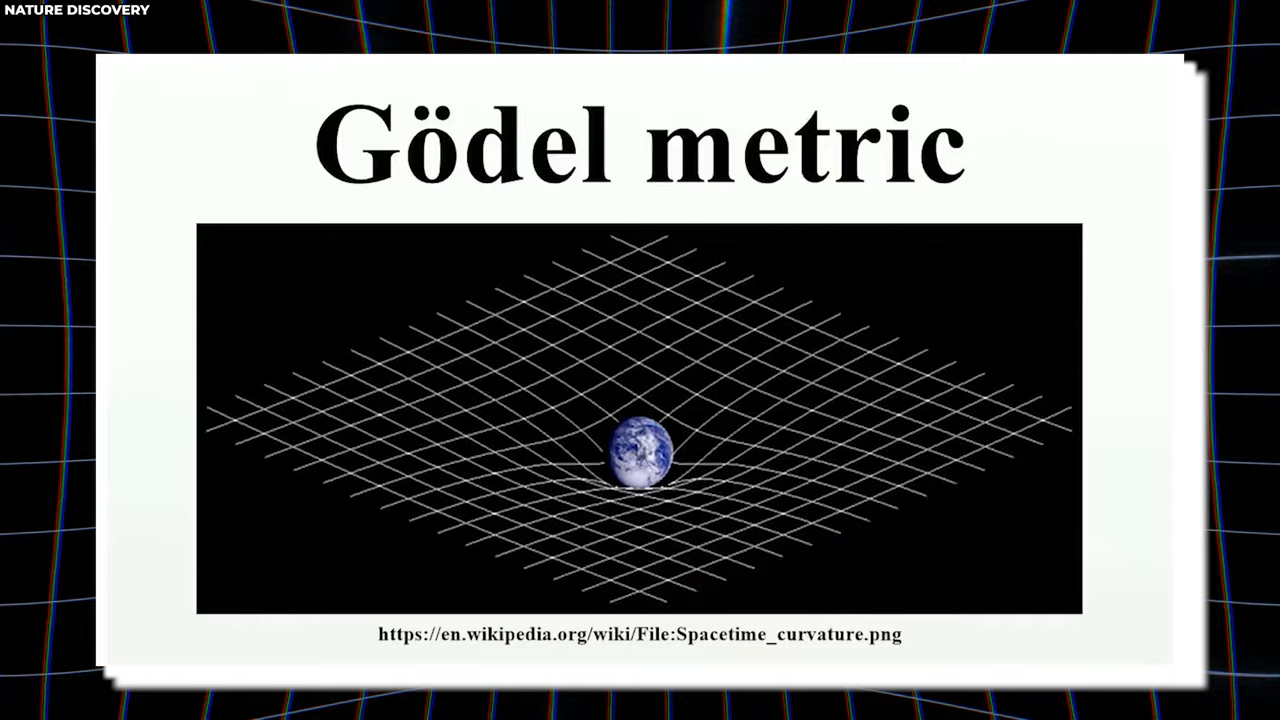 NATURE DISCOVERY
Gödel metric
https://en.wikipedia.org/wiki/File:Spacetime_curvature.png